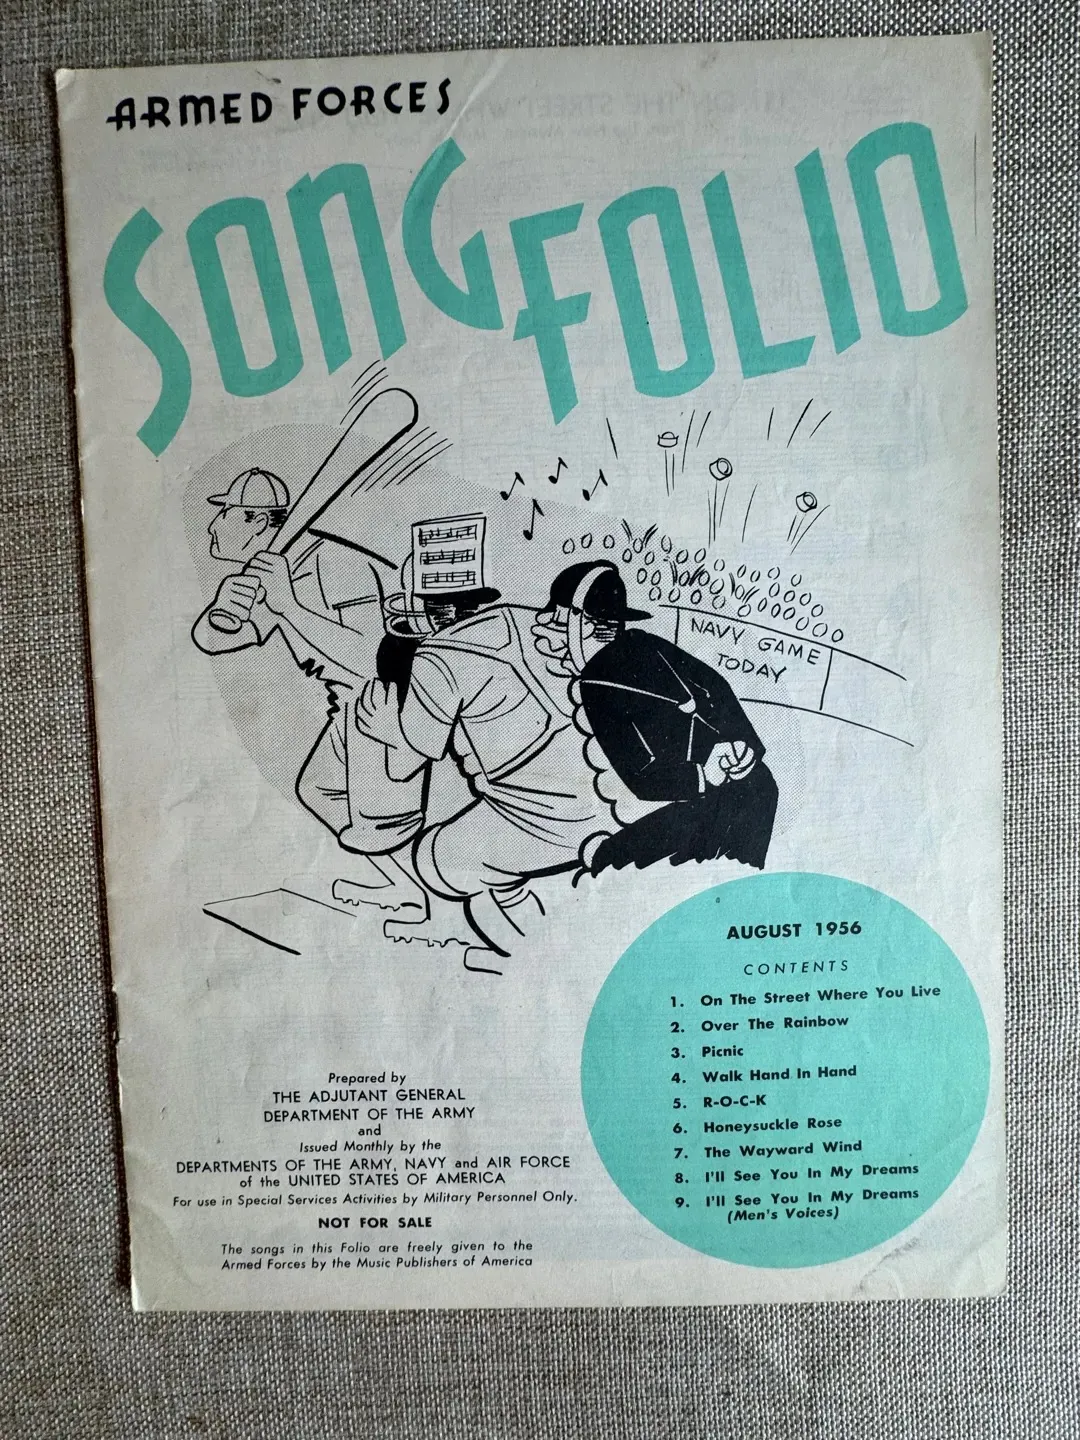 ARMED FORCES
SONG FOLIO
NAVY GAME
TODAY
AUGUST 1956
CONTENTS
1. On The Street Where You Live
2. Over The Rainbow
3. Picnic
4. Walk Hand In Hand
5. R-O-C-K
6. Honeysuckle Rose
7. The Wayward Wind
8. I'll See You In My Dreams
9. I'll See You In My Dreams
(Men's Voices)
Prepared by
THE ADJUTANT GENERAL
DEPARTMENT OF THE ARMY
and
Issued Monthly by the
DEPARTMENTS OF THE ARMY, NAVY and AIR FORCE
of the UNITED STATES OF AMERICA
For use in Special Services Activities by Military Personnel Only.
NOT FOR SALE
The songs in this Folio are freely given to the
Armed Forces by the Music Publishers of America